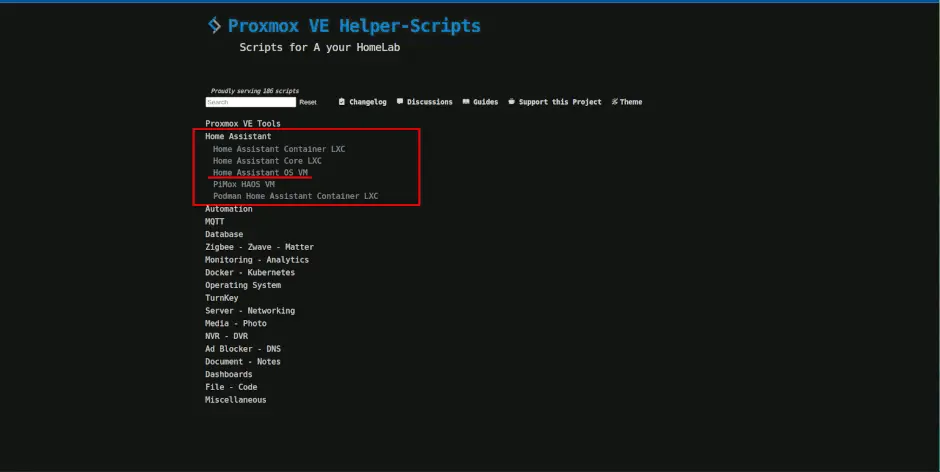 Proxmox VE Helper-Scripts
Scripts for A your HomeLab
Proudly serving 186 scripts
Search Reset Changelog Discussions Guides Support this Project Theme
Proxmox VE Tools
Home Assistant
Home Assistant Container LXC
Home Assistant Core LXC
Home Assistant OS VM
PiMox HAOS VM
Podman Home Assistant Container LXC
Automation
MQTT
Database
Zigbee - Zwave - Matter
Monitoring - Analytics
Docker - Kubernetes
Operating System
TurnKey
Server - Networking
Media - Photo
NVR - DVR
Ad Blocker - DNS
Document - Notes
Dashboards
File - Code
Miscellaneous